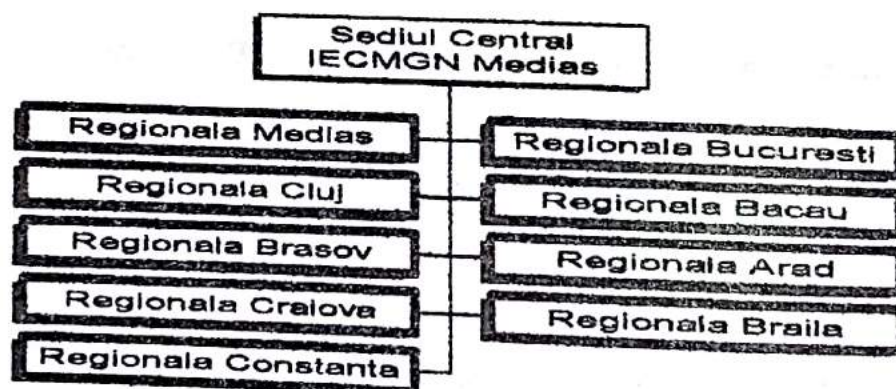 Sediul Central
IECMGN Medias
Regionala Medias
Regionala Bucuresti
Regionala Cluj
Regionala Bacau
Regionala Brasov
Regionala Arad
Regionala Craiova
Regionala Braila
Regionala Constanta